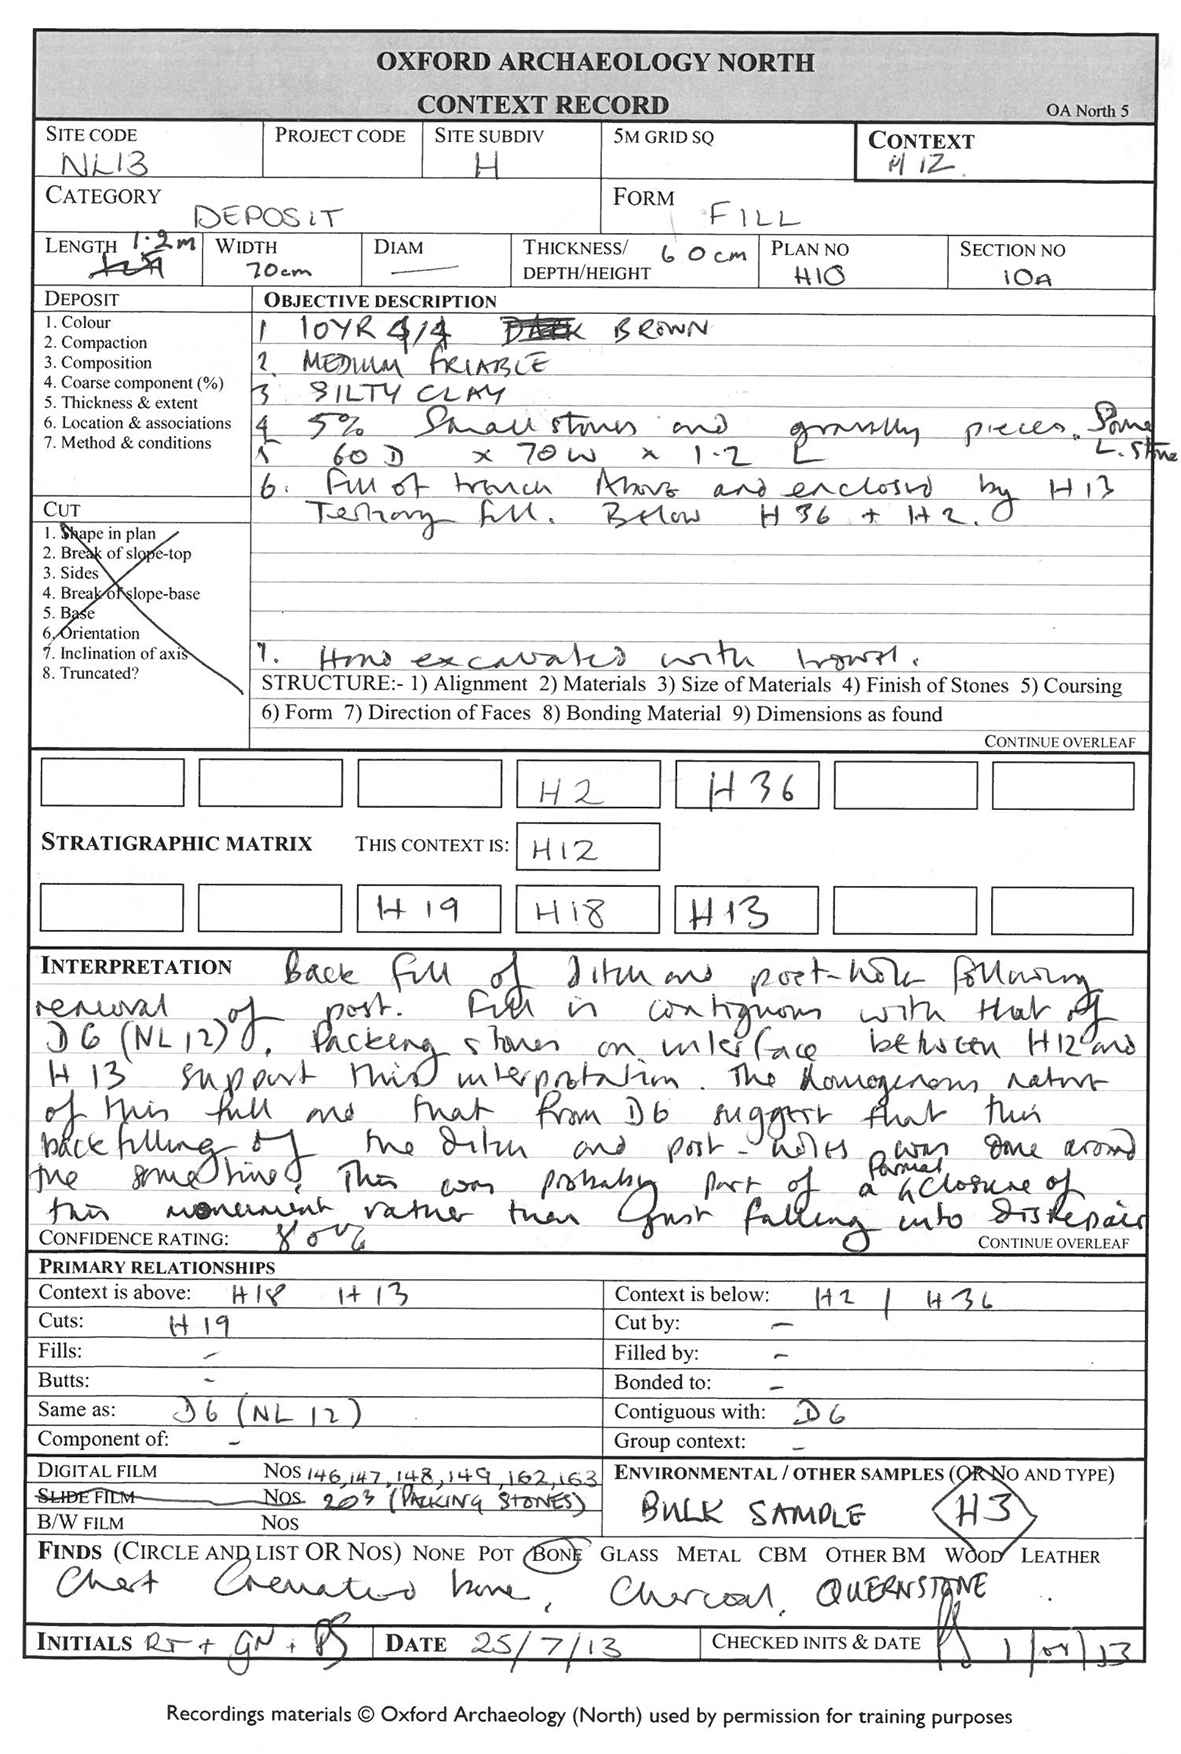 OXFORD ARCHAEOLOGY NORTH
CONTEXT RECORD
OA North 5
SITE CODE PROJECT CODE SITE SUBDIV 5M GRID SQ CONTEXT
NL13 H H 12
CATEGORY FORM
DEPOSIT FILL
LENGTH 1.2m WIDTH 70cm DIAM — THICKNESS/ DEPTH/HEIGHT 60cm PLAN NO H10 SECTION NO 10A
DEPOSIT
1. Colour
2. Compaction
3. Composition
4. Coarse component (%)
5. Thickness & extent
6. Location & associations
7. Method & conditions
CUT
1. Shape in plan
2. Break of slope-top
3. Sides
4. Break of slope-base
5. Base
6. Orientation
7. Inclination of axis
8. Truncated?
OBJECTIVE DESCRIPTION
1 10YR 4/4 DARK BROWN
2. MEDIUM FRIABLE
3 SILTY CLAY
4 5% Small stones and gravelly pieces. Some L. stone
5 60 D x 70 W x 1.2 L
6. Fill of trench Above and enclosed by H13
Tertiary fill. Below H36 + H2.
7. Hand excavated with trowel.
STRUCTURE:- 1) Alignment 2) Materials 3) Size of Materials 4) Finish of Stones 5) Coursing
6) Form 7) Direction of Faces 8) Bonding Material 9) Dimensions as found
CONTINUE OVERLEAF
H2 H36
STRATIGRAPHIC MATRIX THIS CONTEXT IS: H12
H19 H18 H13
INTERPRETATION Back fill of ditch and post-hole following
removal of post. Fill is contiguous with that of
D6 (NL12). Packing stones on interface between H12 and
H13 support this interpretation. The homogenous nature
of this fill and that from D6 suggest that this
backfilling of the ditch and post-holes was done around
the same time. This was probably part of a formal closure of
this monument rather than just falling into disrepair
CONFIDENCE RATING: 80%
CONTINUE OVERLEAF
PRIMARY RELATIONSHIPS
Context is above: H18 H13 Context is below: H2 / H36
Cuts: H19 Cut by: –
Fills: – Filled by: –
Butts: – Bonded to: –
Same as: D6 (NL12) Contiguous with: D6
Component of: – Group context: –
DIGITAL FILM NOS 146,147,148,149,162,163
SLIDE FILM NOS 203 (PACKING STONES)
B/W FILM NOS
ENVIRONMENTAL / OTHER SAMPLES (OR NO AND TYPE)
BULK SAMPLE H3
FINDS (CIRCLE AND LIST OR NOS) NONE POT BONE GLASS METAL CBM OTHER BM WOOD LEATHER
Chert Cremated bone, Charcoal, QUERNSTONE.
INITIALS RT + GN + PS DATE 25/7/13 CHECKED INITS & DATE 1/08/13
Recordings materials © Oxford Archaeology (North) used by permission for training purposes